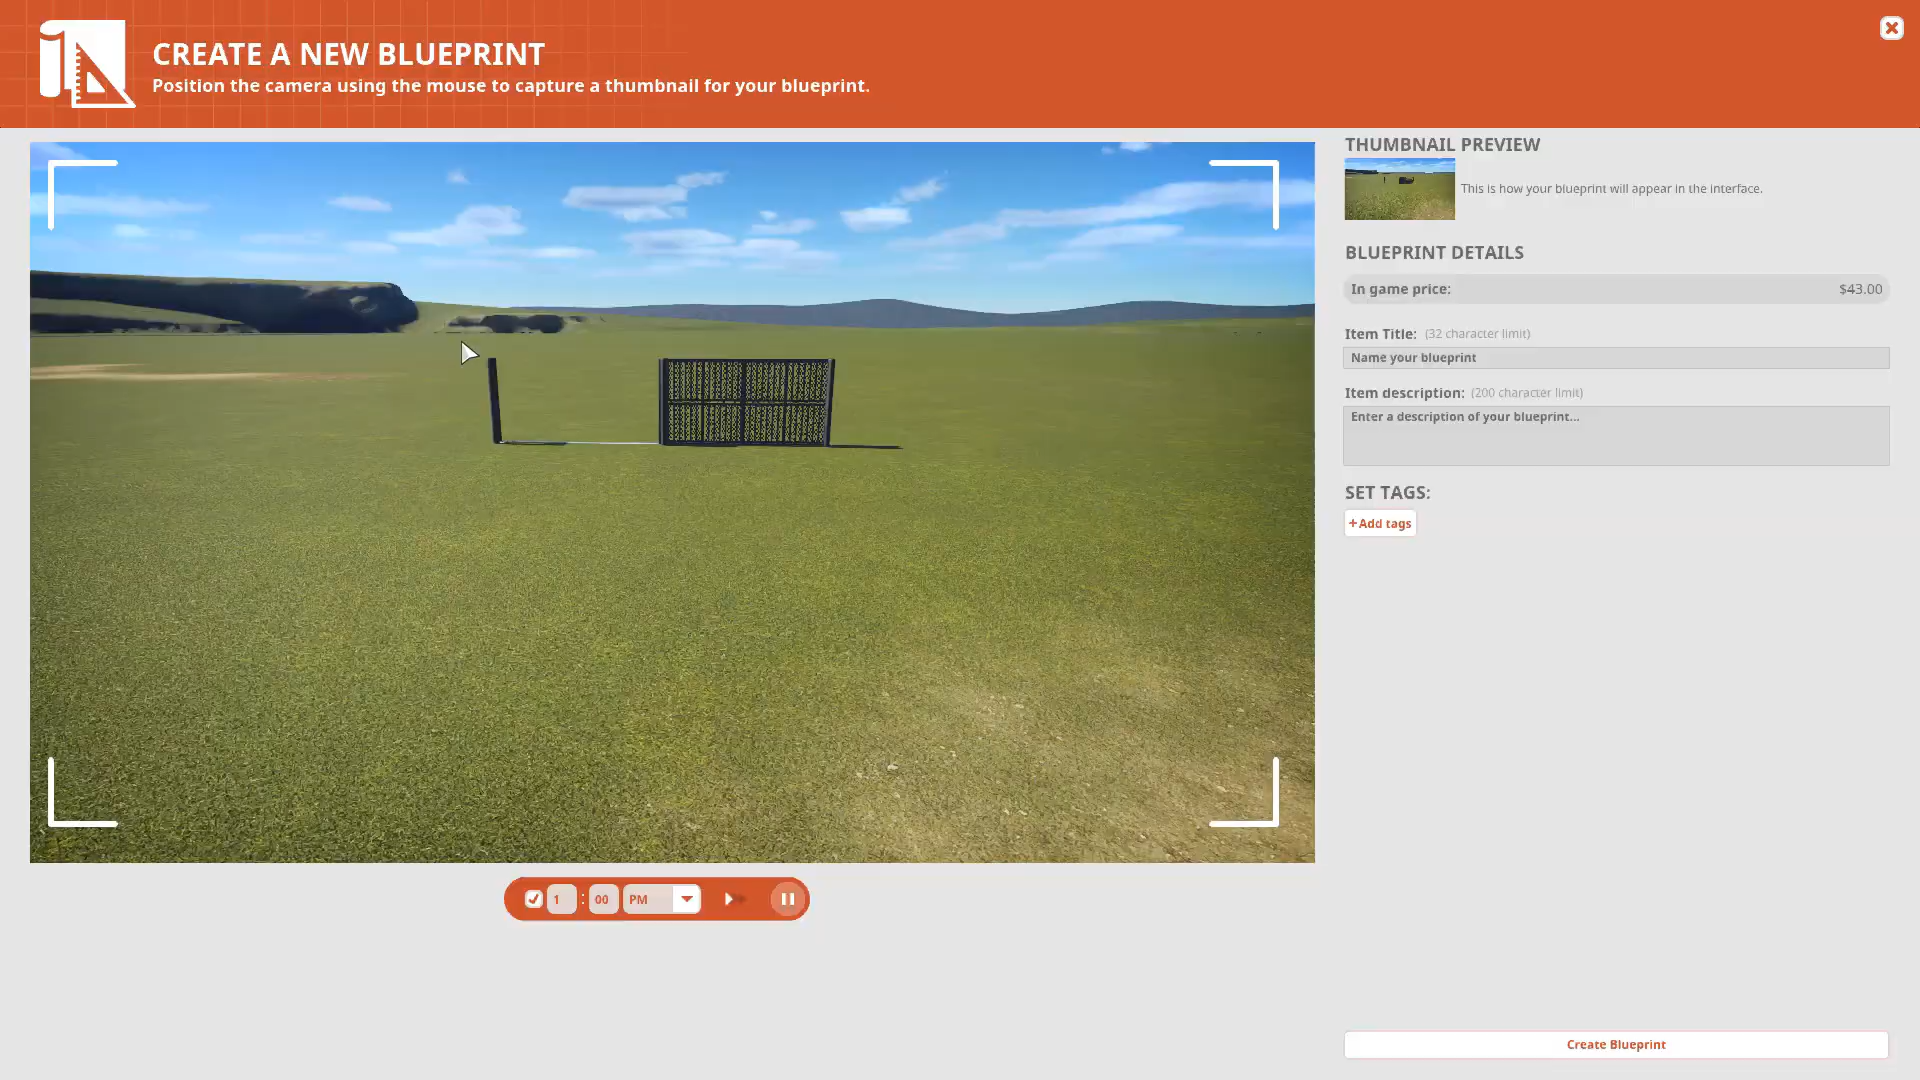 CREATE A NEW BLUEPRINT
Position the camera using the mouse to capture a thumbnail for your blueprint.
THUMBNAIL PREVIEW
This is how your blueprint will appear in the interface.
BLUEPRINT DETAILS
In game price: $43.00
Item Title: (32 character limit)
Name your blueprint
Item description: (200 character limit)
Enter a description of your blueprint...
SET TAGS:
+Add tags
1 : 00 PM
Create Blueprint